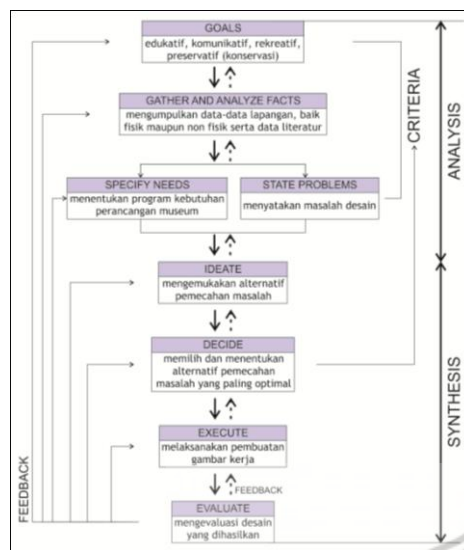 GOALS
edukatif, komunikatif, rekreatif,
preservatif (konservasi)
GATHER AND ANALYZE FACTS
mengumpulkan data-data lapangan, baik
fisik maupun non fisik serta data literatur
SPECIFY NEEDS
menentukan program kebutuhan
perancangan museum
STATE PROBLEMS
menyatakan masalah desain
IDEATE
mengemukakan alternatif
pemecahan masalah
DECIDE
memilih dan menentukan
alternatif pemecahan
masalah yang paling optimal
EXECUTE
melaksanakan pembuatan
gambar kerja
FEEDBACK
EVALUATE
mengevaluasi desain
yang dihasilkan
FEEDBACK
CRITERIA
ANALYSIS
SYNTHESIS